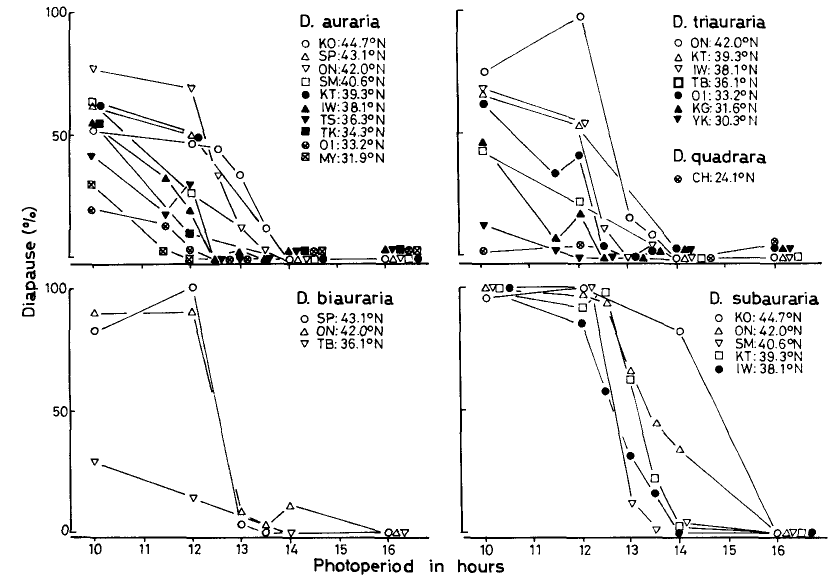 100
50
Diapause (%)
D. auraria
KO:44.7°N
SP:43.1°N
ON:42.0°N
SM:40.6°N
KT:39.3°N
IW:38.1°N
TS:36.3°N
TK:34.3°N
OI:33.2°N
MY:31.9°N
D. triauraria
ON:42.0°N
KT:39.3°N
IW:38.1°N
TB:36.1°N
OI:33.2°N
KG:31.6°N
YK:30.3°N
D. quadrara
CH:24.1°N
100
50
0
D. biauraria
SP:43.1°N
ON:42.0°N
TB:36.1°N
10 11 12 13 14 15 16
D. subauraria
KO:44.7°N
ON:42.0°N
SM:40.6°N
KT:39.3°N
IW:38.1°N
10 11 12 13 14 15 16
Photoperiod in hours